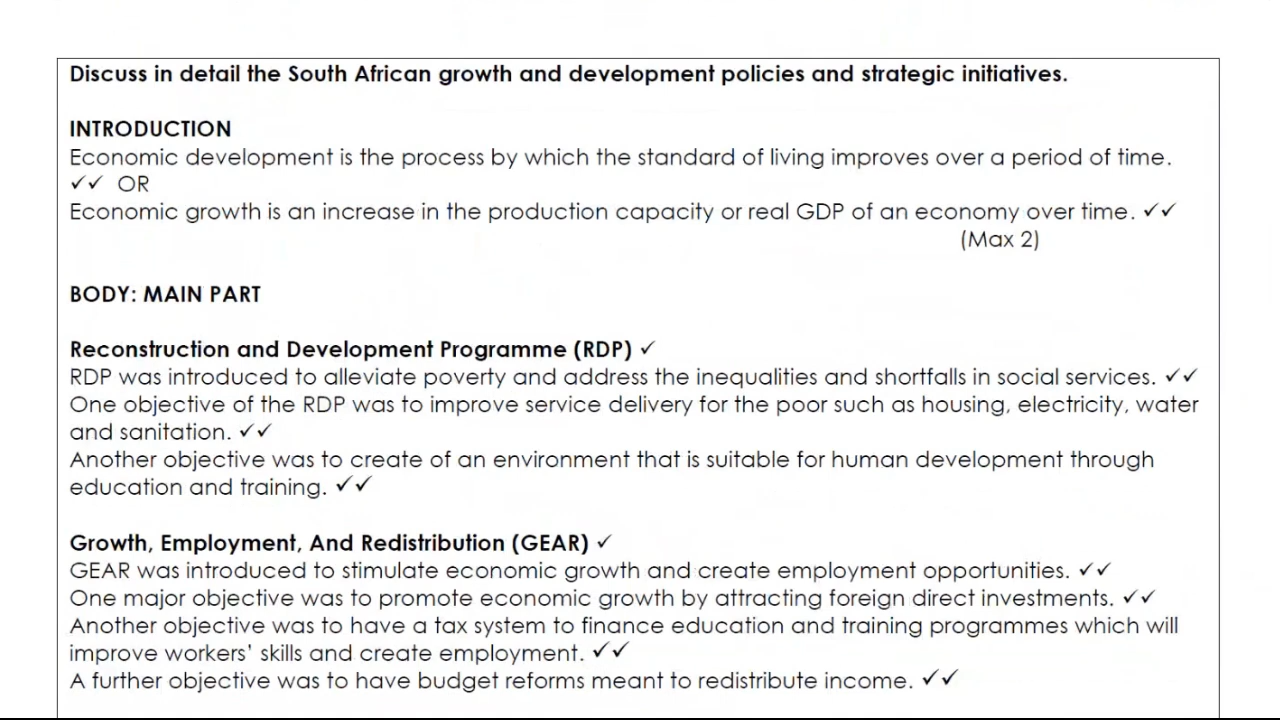 Discuss in detail the South African growth and development policies and strategic initiatives.
INTRODUCTION
Economic development is the process by which the standard of living improves over a period of time.
✓✓ OR
Economic growth is an increase in the production capacity or real GDP of an economy over time. ✓✓
(Max 2)
BODY: MAIN PART
Reconstruction and Development Programme (RDP) ✓
RDP was introduced to alleviate poverty and address the inequalities and shortfalls in social services. ✓✓
One objective of the RDP was to improve service delivery for the poor such as housing, electricity, water
and sanitation. ✓✓
Another objective was to create of an environment that is suitable for human development through
education and training. ✓✓
Growth, Employment, And Redistribution (GEAR) ✓
GEAR was introduced to stimulate economic growth and create employment opportunities. ✓✓
One major objective was to promote economic growth by attracting foreign direct investments. ✓✓
Another objective was to have a tax system to finance education and training programmes which will
improve workers' skills and create employment. ✓✓
A further objective was to have budget reforms meant to redistribute income. ✓✓